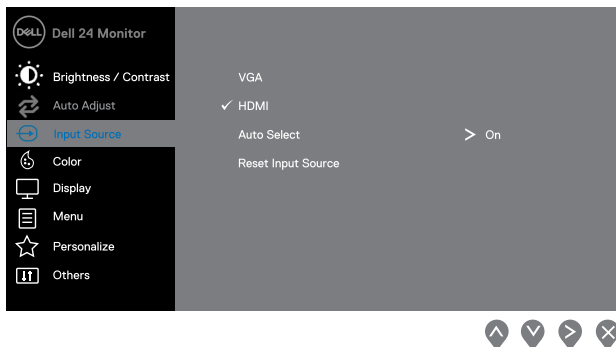 DELL Dell 24 Monitor
Brightness / Contrast
Auto Adjust
Input Source
Color
Display
Menu
Personalize
Others
VGA
✓ HDMI
Auto Select > On
Reset Input Source